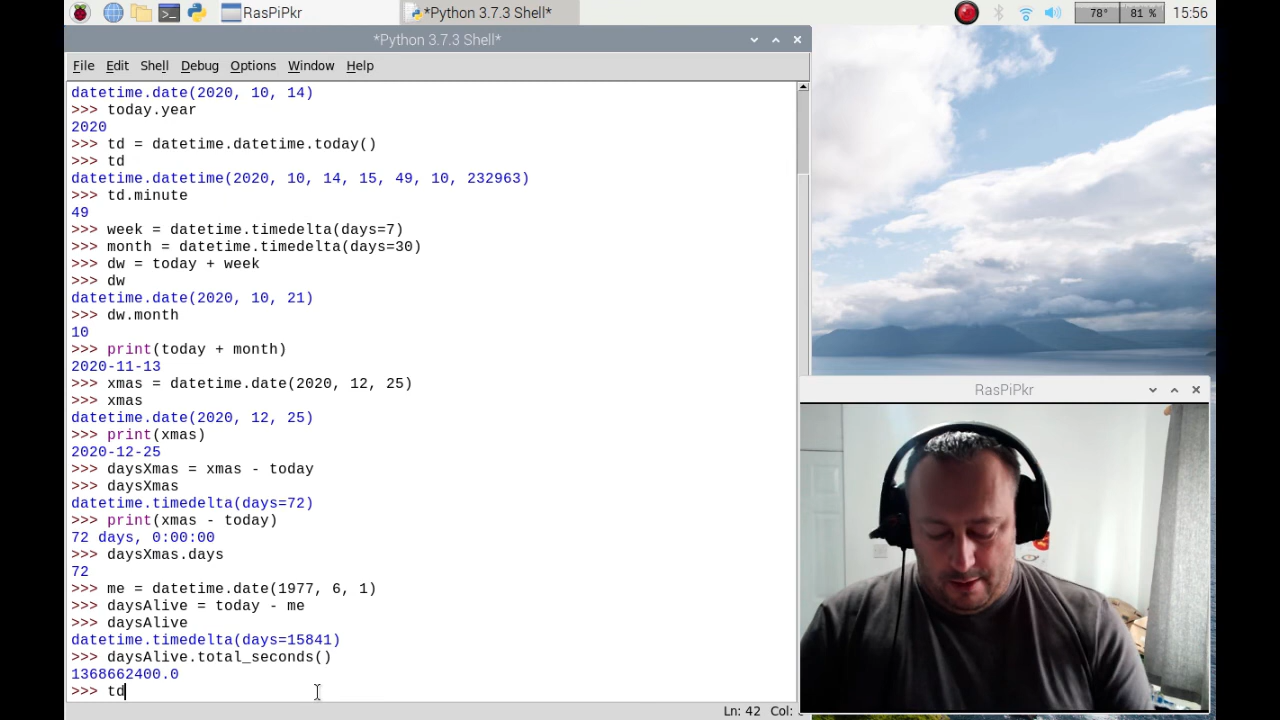 RasPiPkr
*Python 3.7.3 Shell*
78°
81 %
15:56
*Python 3.7.3 Shell*
File Edit Shell Debug Options Window Help
datetime.date(2020, 10, 14)
>>> today.year
2020
>>> td = datetime.datetime.today()
>>> td
datetime.datetime(2020, 10, 14, 15, 49, 10, 232963)
>>> td.minute
49
>>> week = datetime.timedelta(days=7)
>>> month = datetime.timedelta(days=30)
>>> dw = today + week
>>> dw
datetime.date(2020, 10, 21)
>>> dw.month
10
>>> print(today + month)
2020-11-13
>>> xmas = datetime.date(2020, 12, 25)
>>> xmas
datetime.date(2020, 12, 25)
>>> print(xmas)
2020-12-25
>>> daysXmas = xmas - today
>>> daysXmas
datetime.timedelta(days=72)
>>> print(xmas - today)
72 days, 0:00:00
>>> daysXmas.days
72
>>> me = datetime.date(1977, 6, 1)
>>> daysAlive = today - me
>>> daysAlive
datetime.timedelta(days=15841)
>>> daysAlive.total_seconds()
1368662400.0
>>> td
Ln: 42 Col:
RasPiPkr